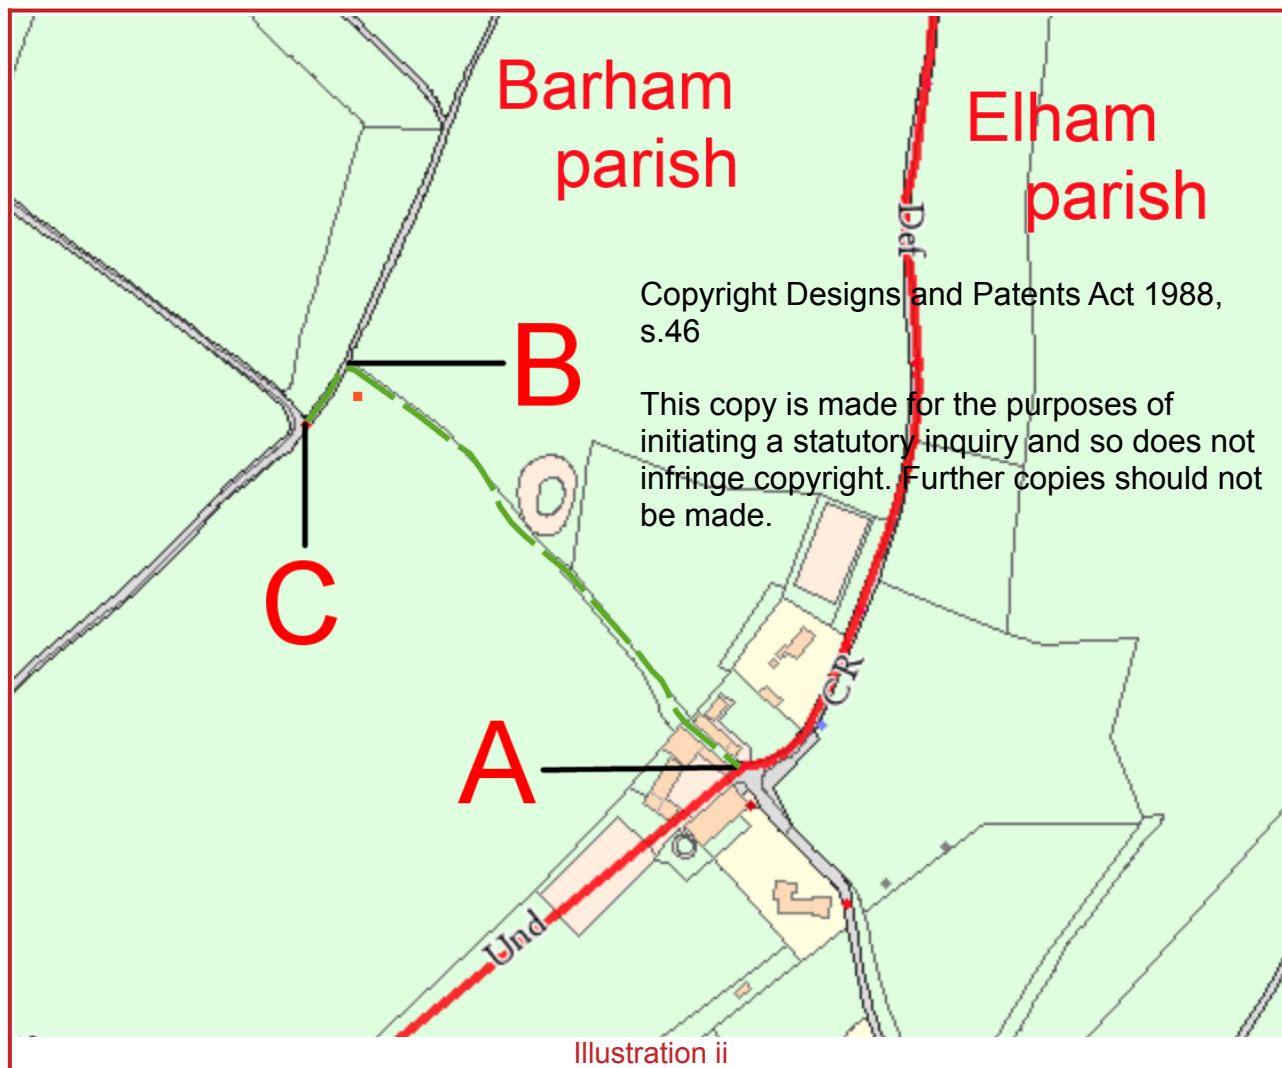 Barham
parish
Elham
parish
Def
Copyright Designs and Patents Act 1988,
s.46
B
This copy is made for the purposes of
initiating a statutory inquiry and so does not
infringe copyright. Further copies should not
be made.
C
CR
A
Und
Illustration ii